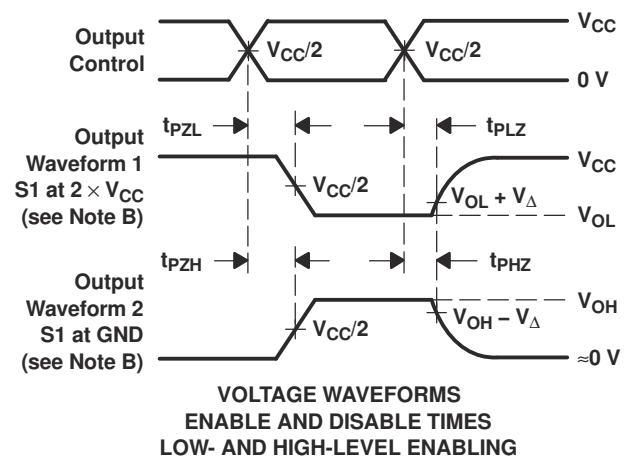 Output
Control
V_CC/2
V_CC/2
V_CC
0 V
t_PZL
t_PLZ
Output
Waveform 1
S1 at 2 × V_CC
(see Note B)
V_CC/2
V_CC
V_OL + V_Δ
V_OL
t_PZH
t_PHZ
Output
Waveform 2
S1 at GND
(see Note B)
V_CC/2
V_OH
V_OH − V_Δ
≈0 V
VOLTAGE WAVEFORMS
ENABLE AND DISABLE TIMES
LOW- AND HIGH-LEVEL ENABLING